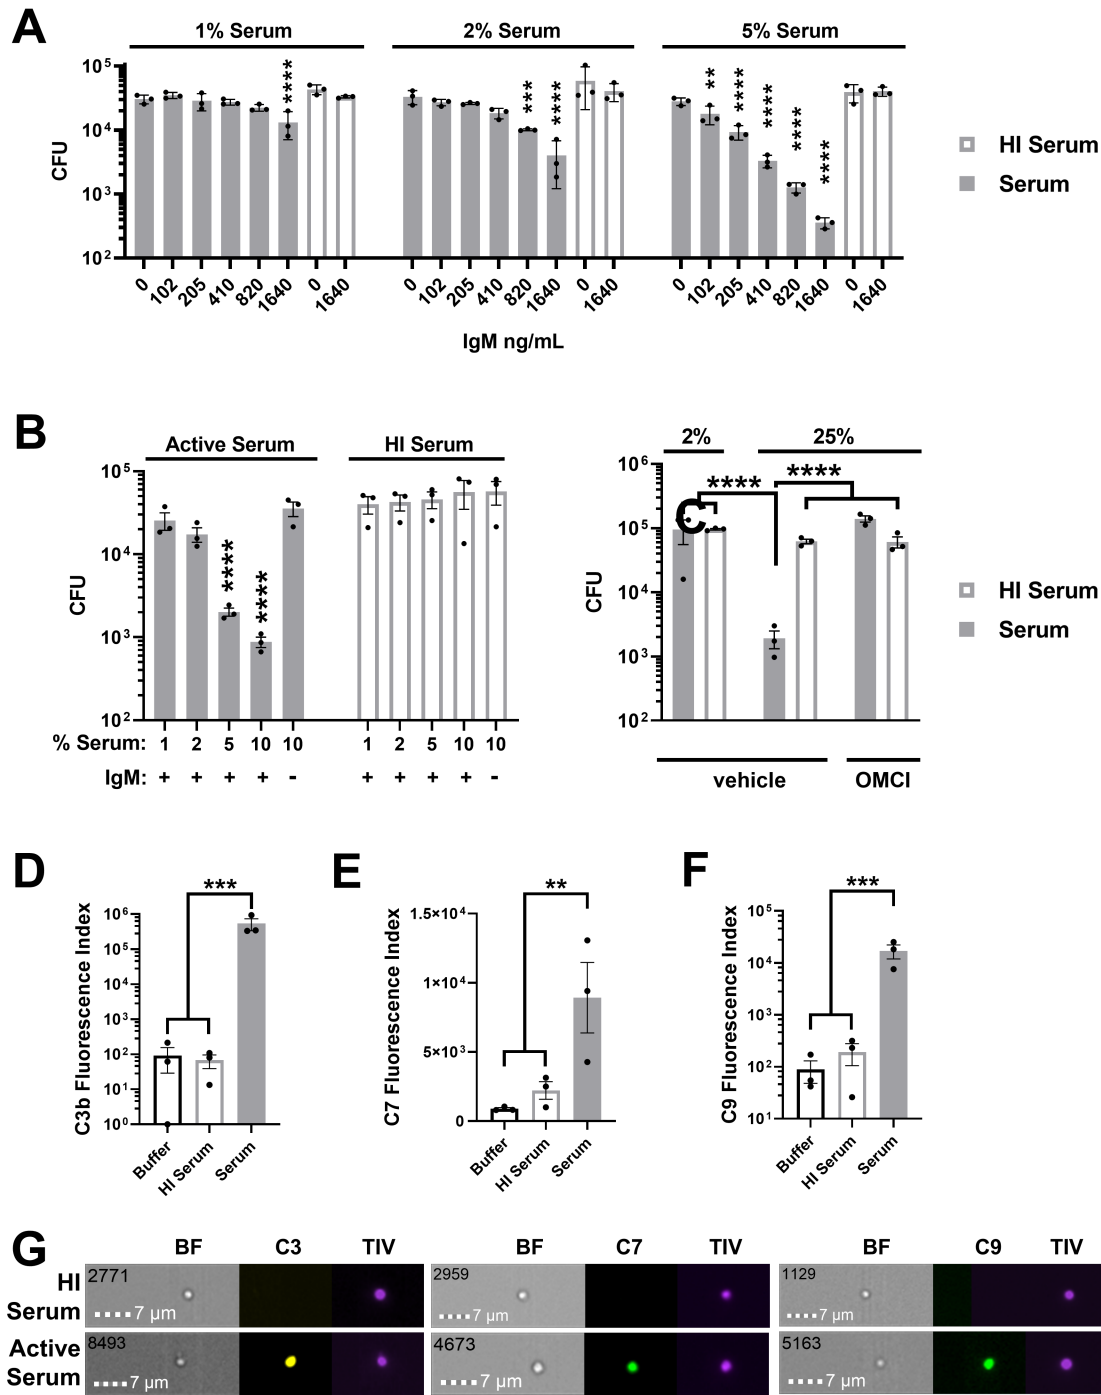 A
1% Serum 2% Serum 5% Serum
10⁵
10⁴
10³
10²
CFU
**** *** **** ** **** **** **** ****
0 102 205 410 820 1640 0 1640 0 102 205 410 820 1640 0 1640 0 102 205 410 820 1640 0 1640
IgM ng/mL
HI Serum
Serum
B
Active Serum HI Serum
10⁵
10⁴
10³
10²
CFU
**** ****
% Serum: 1 2 5 10 10 1 2 5 10 10
IgM: + + + + - + + + + -
C
2% 25%
10⁶
10⁵
10⁴
10³
10²
CFU
**** ****
vehicle OMCI
HI Serum
Serum
D
C3b Fluorescence Index
10⁶
10⁵
10⁴
10³
10²
10¹
10⁰
***
Buffer HI Serum Serum
E
C7 Fluorescence Index
1.5×10⁴
1×10⁴
5×10³
0
**
Buffer HI Serum Serum
F
C9 Fluorescence Index
10⁵
10⁴
10³
10²
10¹
***
Buffer HI Serum Serum
G
BF C3 TIV BF C7 TIV BF C9 TIV
HI Serum
2771 7 µm 2959 7 µm 1129 7 µm
Active Serum
8493 7 µm 4673 7 µm 5163 7 µm